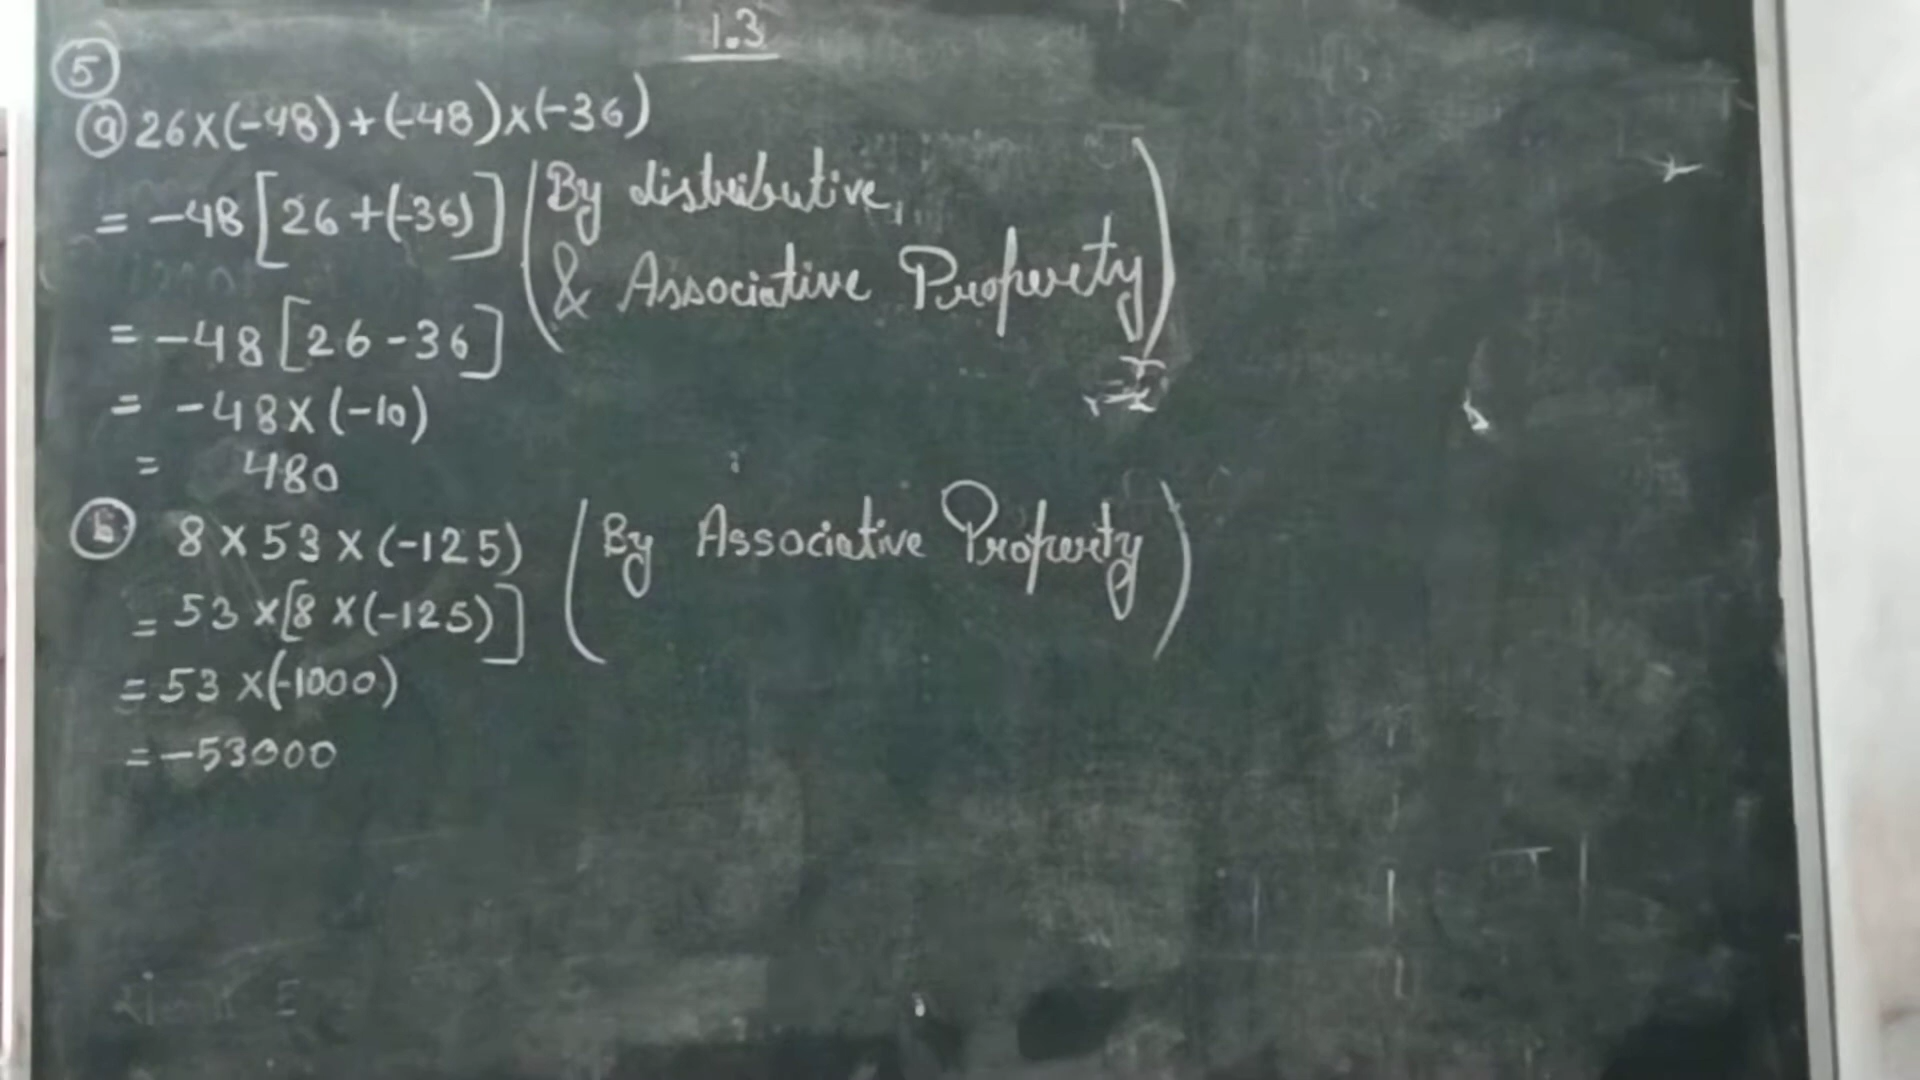 1.3
5
a 26×(-48)+(-48)×(-36)
= -48[26+(-36)] (By distributive,
& Associative Property)
= -48[26-36]
= -48×(-10)
= 480
b 8×53×(-125) (By Associative Property)
= 53×[8×(-125)]
= 53×(-1000)
= -53000